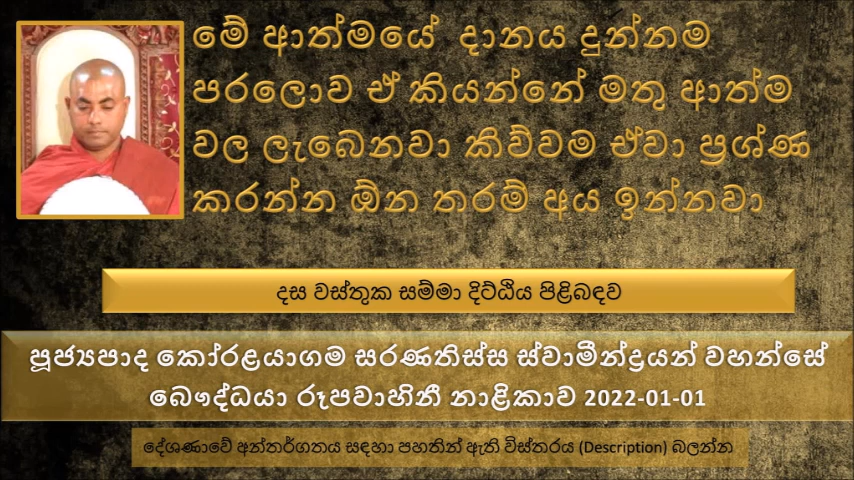 මේ ආත්මයේ දානය දුන්නම
පරලොව ඒ කියන්නේ මතු ආත්ම
වල ලැබෙනවා කිව්වම ඒවා ප්‍රශ්ණ
කරන්න ඕන තරම් අය ඉන්නවා
දස වස්තුක සම්මා දිට්ඨිය පිළිබඳව
පූජ්‍යපාද කෝරළයාගම සරණතිස්ස ස්වාමීන්ද්‍රයන් වහන්සේ
බෞද්ධයා රූපවාහිනී නාළිකාව 2022-01-01
දේශණාවේ අන්තර්ගතය සඳහා පහතින් ඇති විස්තරය (Description) බලන්න